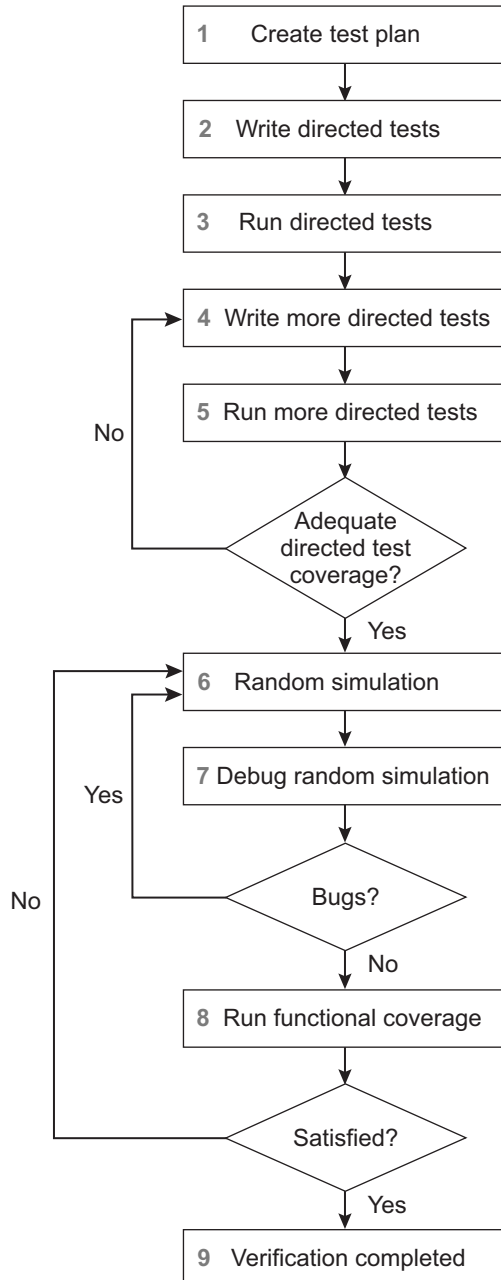 1 Create test plan
2 Write directed tests
3 Run directed tests
4 Write more directed tests
5 Run more directed tests
No
Adequate
directed test
coverage?
Yes
6 Random simulation
7 Debug random simulation
Yes
No
Bugs?
No
8 Run functional coverage
Satisfied?
Yes
9 Verification completed